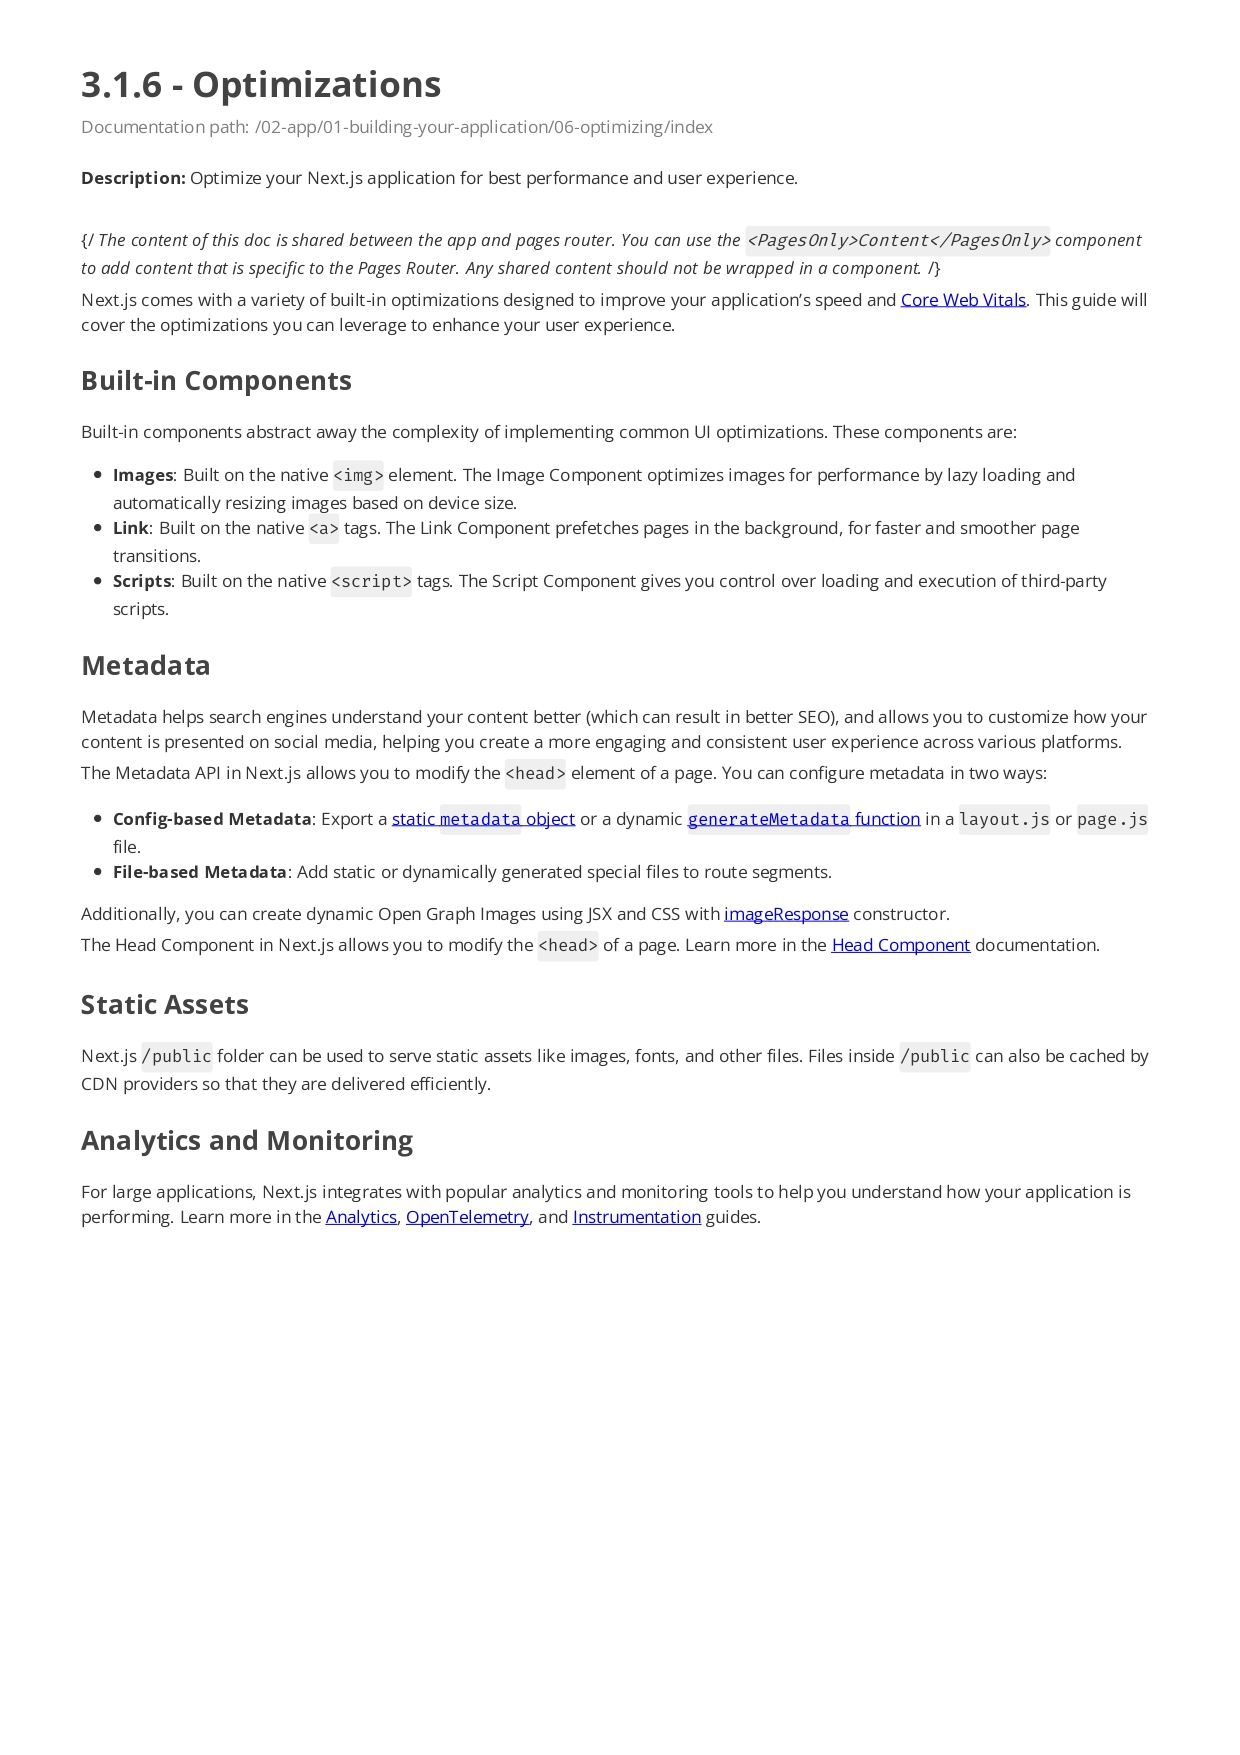 3.1.6 - Optimizations
Documentation path: /02-app/01-building-your-application/06-optimizing/index
Description: Optimize your Next.js application for best performance and user experience.
{/ The content of this doc is shared between the app and pages router. You can use the <PagesOnly>Content</PagesOnly> component
to add content that is specific to the Pages Router. Any shared content should not be wrapped in a component. /}
Next.js comes with a variety of built-in optimizations designed to improve your application’s speed and Core Web Vitals. This guide will
cover the optimizations you can leverage to enhance your user experience.
Built-in Components
Built-in components abstract away the complexity of implementing common UI optimizations. These components are:
• Images: Built on the native <img> element. The Image Component optimizes images for performance by lazy loading and
automatically resizing images based on device size.
• Link: Built on the native <a> tags. The Link Component prefetches pages in the background, for faster and smoother page
transitions.
• Scripts: Built on the native <script> tags. The Script Component gives you control over loading and execution of third-party
scripts.
Metadata
Metadata helps search engines understand your content better (which can result in better SEO), and allows you to customize how your
content is presented on social media, helping you create a more engaging and consistent user experience across various platforms.
The Metadata API in Next.js allows you to modify the <head> element of a page. You can configure metadata in two ways:
• Config-based Metadata: Export a static metadata object or a dynamic generateMetadata function in a layout.js or page.js
file.
• File-based Metadata: Add static or dynamically generated special files to route segments.
Additionally, you can create dynamic Open Graph Images using JSX and CSS with imageResponse constructor.
The Head Component in Next.js allows you to modify the <head> of a page. Learn more in the Head Component documentation.
Static Assets
Next.js /public folder can be used to serve static assets like images, fonts, and other files. Files inside /public can also be cached by
CDN providers so that they are delivered efficiently.
Analytics and Monitoring
For large applications, Next.js integrates with popular analytics and monitoring tools to help you understand how your application is
performing. Learn more in the Analytics, OpenTelemetry, and Instrumentation guides.